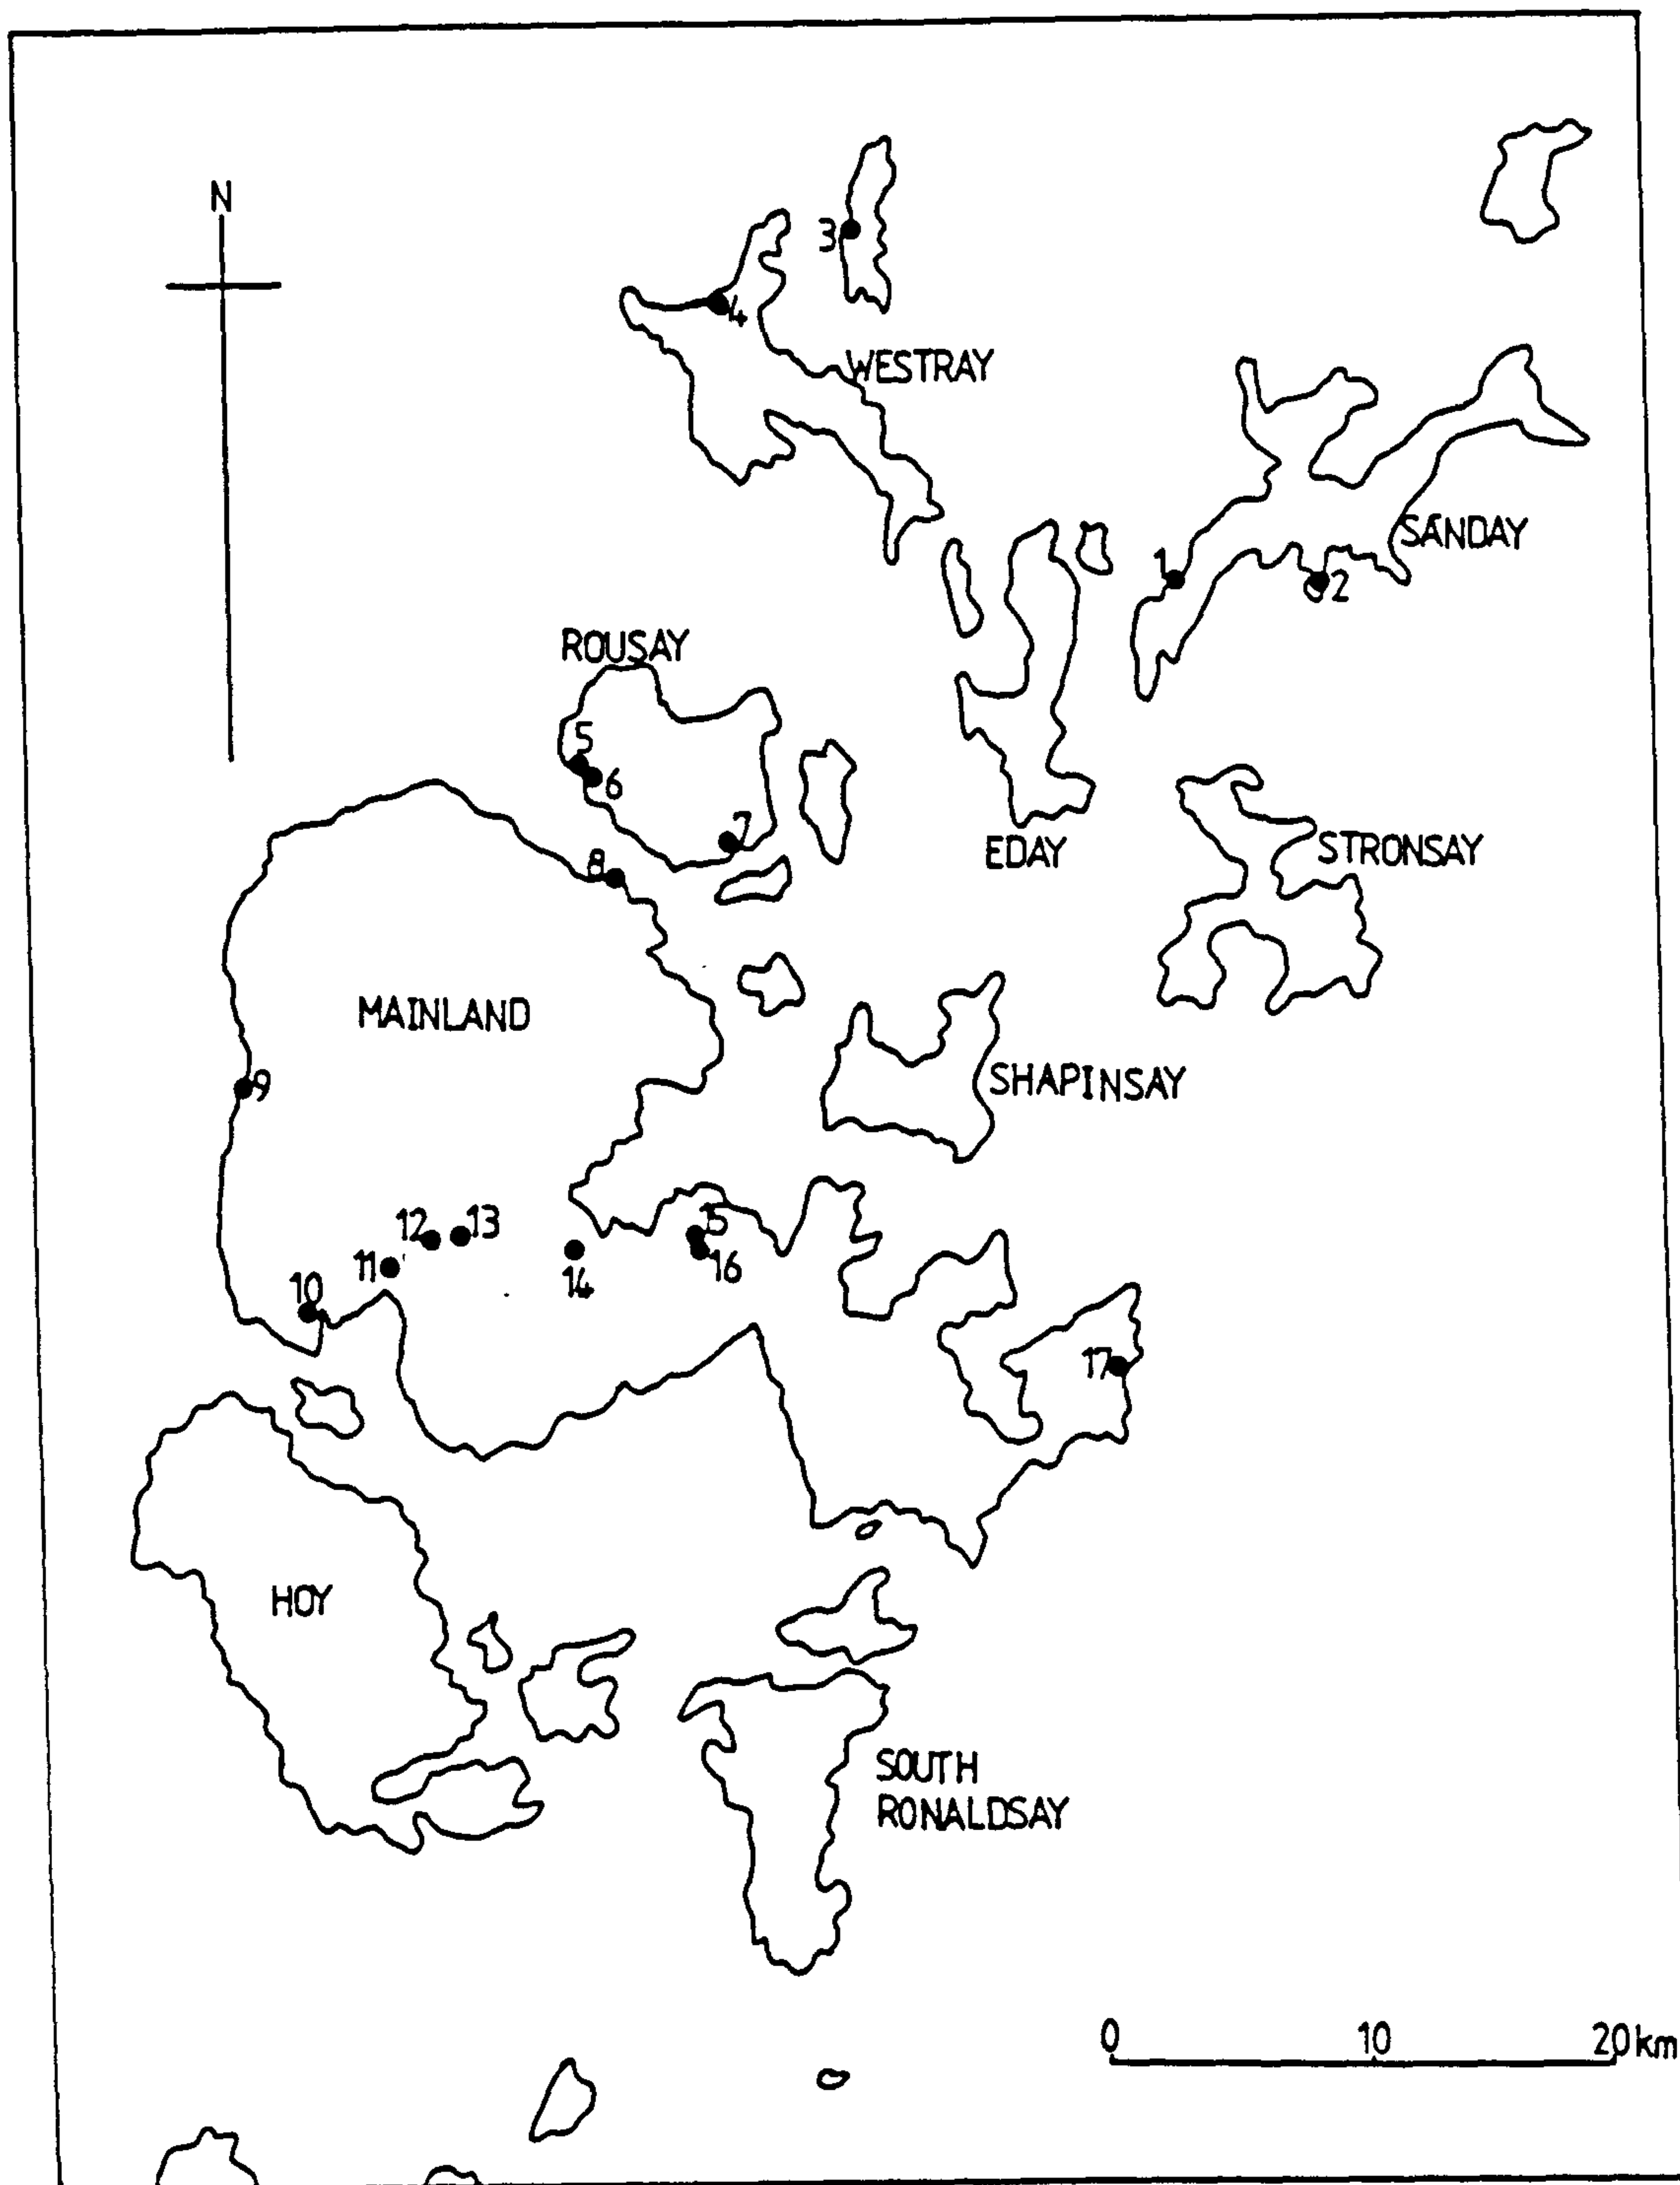 N
3
4
WESTRAY
SANDAY
1
2
ROUSAY
5
6
7
8
EDAY
STRONSAY
MAINLAND
9
SHAPINSAY
12
13
15
11
14
16
10
17
HOY
SOUTH
RONALDSAY
0 10 20km